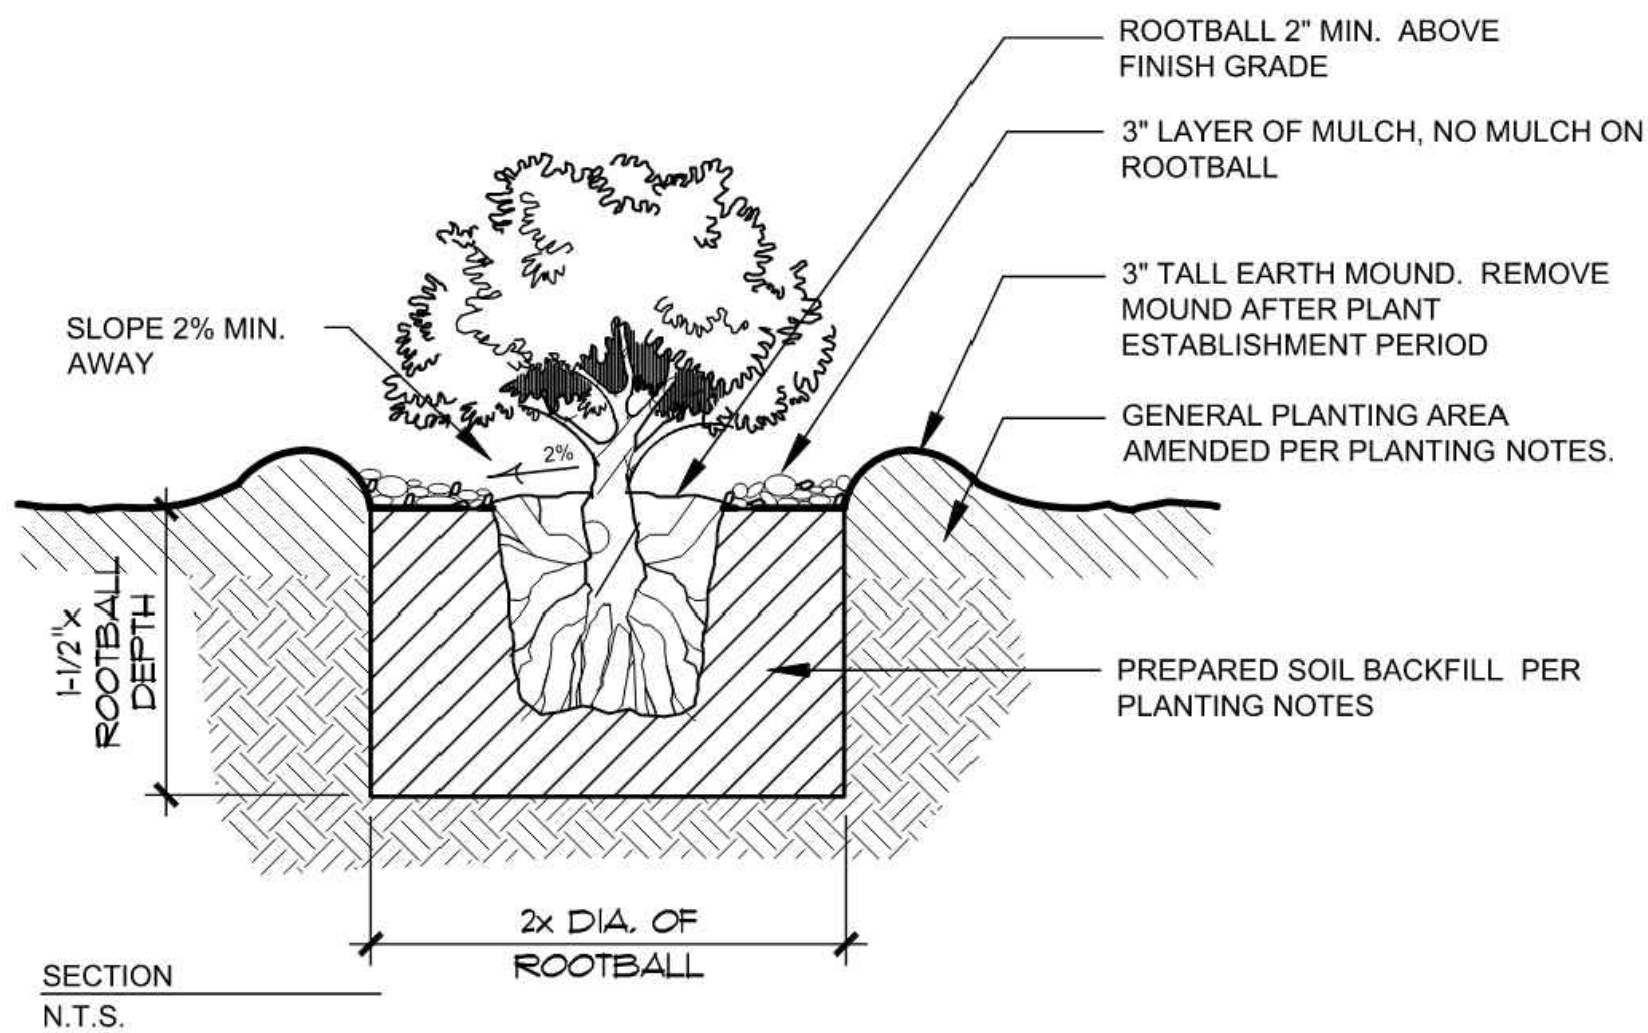 ROOTBALL 2" MIN. ABOVE
FINISH GRADE
3" LAYER OF MULCH, NO MULCH ON
ROOTBALL
3" TALL EARTH MOUND. REMOVE
MOUND AFTER PLANT
ESTABLISHMENT PERIOD
SLOPE 2% MIN.
AWAY
GENERAL PLANTING AREA
AMENDED PER PLANTING NOTES.
2%
1-1/2"x
ROOTBALL
DEPTH
PREPARED SOIL BACKFILL PER
PLANTING NOTES
2x DIA. OF
ROOTBALL
SECTION
N.T.S.